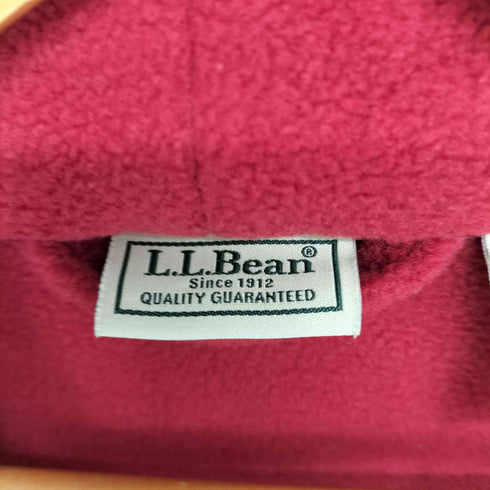 L.L.Bean®
Since 1912
QUALITY GUARANTEED